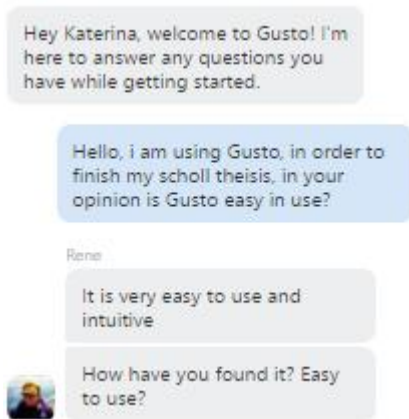 Hey Katerina, welcome to Gusto! I'm
here to answer any questions you
have while getting started.
Hello, i am using Gusto, in order to
finish my scholl theisis, in your
opinion is Gusto easy in use?
Rene
It is very easy to use and
intuitive
How have you found it? Easy
to use?